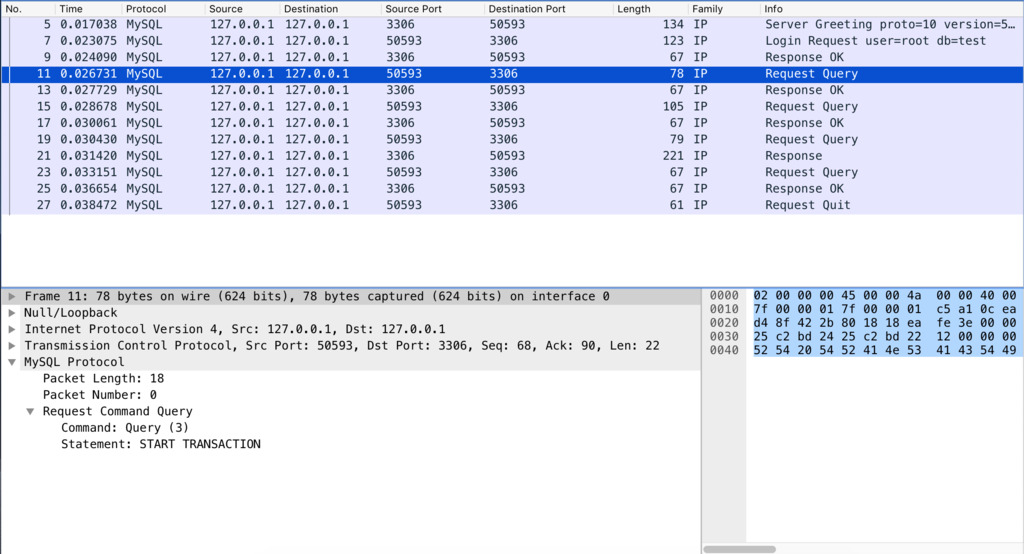 No. Time Protocol Source Destination Source Port Destination Port Length Family Info
5 0.017038 MySQL 127.0.0.1 127.0.0.1 3306 50593 134 IP Server Greeting proto=10 version=5…
7 0.023075 MySQL 127.0.0.1 127.0.0.1 50593 3306 123 IP Login Request user=root db=test
9 0.024090 MySQL 127.0.0.1 127.0.0.1 3306 50593 67 IP Response OK
11 0.026731 MySQL 127.0.0.1 127.0.0.1 50593 3306 78 IP Request Query
13 0.027729 MySQL 127.0.0.1 127.0.0.1 3306 50593 67 IP Response OK
15 0.028678 MySQL 127.0.0.1 127.0.0.1 50593 3306 105 IP Request Query
17 0.030061 MySQL 127.0.0.1 127.0.0.1 3306 50593 67 IP Response OK
19 0.030430 MySQL 127.0.0.1 127.0.0.1 50593 3306 79 IP Request Query
21 0.031420 MySQL 127.0.0.1 127.0.0.1 3306 50593 221 IP Response
23 0.033151 MySQL 127.0.0.1 127.0.0.1 50593 3306 67 IP Request Query
25 0.036654 MySQL 127.0.0.1 127.0.0.1 3306 50593 67 IP Response OK
27 0.038472 MySQL 127.0.0.1 127.0.0.1 50593 3306 61 IP Request Quit
Frame 11: 78 bytes on wire (624 bits), 78 bytes captured (624 bits) on interface 0
Null/Loopback
Internet Protocol Version 4, Src: 127.0.0.1, Dst: 127.0.0.1
Transmission Control Protocol, Src Port: 50593, Dst Port: 3306, Seq: 68, Ack: 90, Len: 22
MySQL Protocol
Packet Length: 18
Packet Number: 0
Request Command Query
Command: Query (3)
Statement: START TRANSACTION
0000 02 00 00 00 45 00 00 4a 00 00 40 00
0010 7f 00 00 01 7f 00 00 01 c5 a1 0c ea
0020 d4 8f 42 2b 80 18 18 ea fe 3e 00 00
0030 25 c2 bd 24 25 c2 bd 22 12 00 00 00
0040 52 54 20 54 52 41 4e 53 41 43 54 49